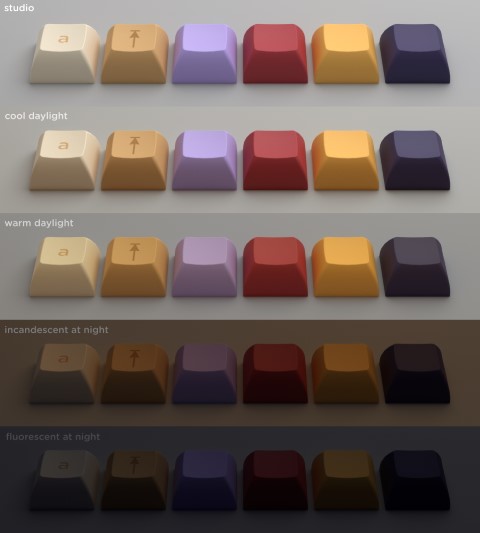 studio
a
cool daylight
a
warm daylight
a
incandescent at night
a
fluorescent at night
a